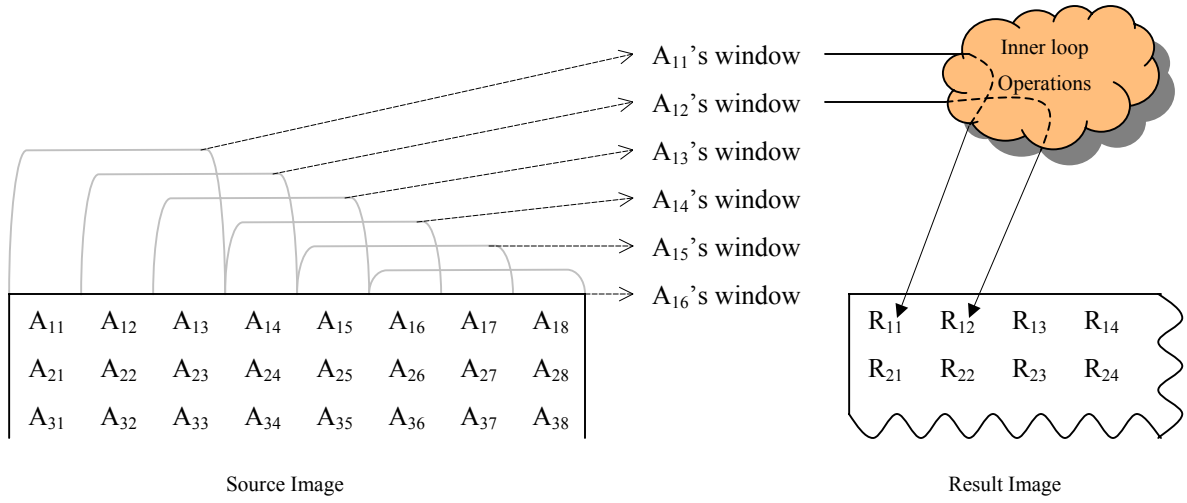 A₁₁’s window
A₁₂’s window
A₁₃’s window
A₁₄’s window
A₁₅’s window
A₁₆’s window
Inner loop
Operations
A₁₁ A₁₂ A₁₃ A₁₄ A₁₅ A₁₆ A₁₇ A₁₈
A₂₁ A₂₂ A₂₃ A₂₄ A₂₅ A₂₆ A₂₇ A₂₈
A₃₁ A₃₂ A₃₃ A₃₄ A₃₅ A₃₆ A₃₇ A₃₈
Source Image
R₁₁ R₁₂ R₁₃ R₁₄
R₂₁ R₂₂ R₂₃ R₂₄
Result Image